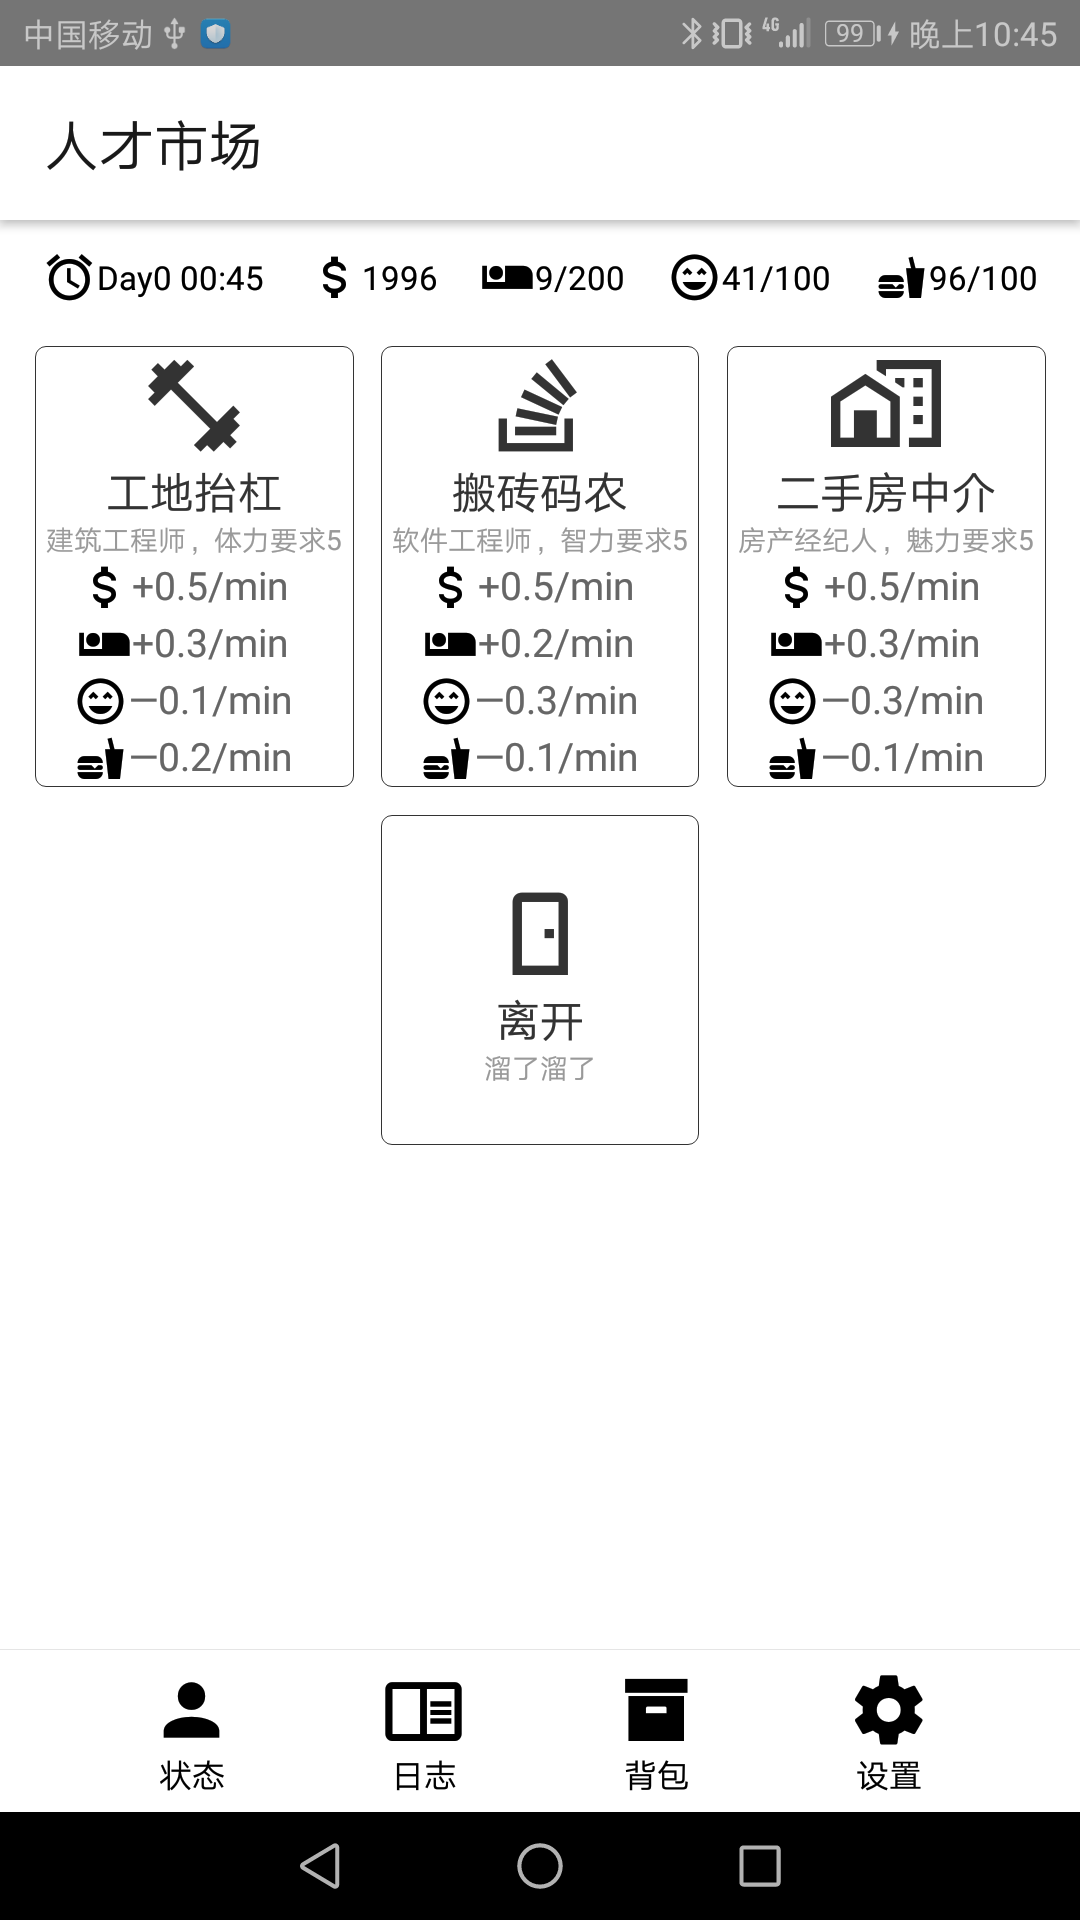 中国移动 4G 99 晚上10:45
人才市场
Day0 00:45 1996 9/200 41/100 96/100
工地抬杠
建筑工程师，体力要求5
+0.5/min
+0.3/min
−0.1/min
−0.2/min
搬砖码农
软件工程师，智力要求5
+0.5/min
+0.2/min
−0.3/min
−0.1/min
二手房中介
房产经纪人，魅力要求5
+0.5/min
+0.3/min
−0.3/min
−0.1/min
离开
溜了溜了
状态 日志 背包 设置